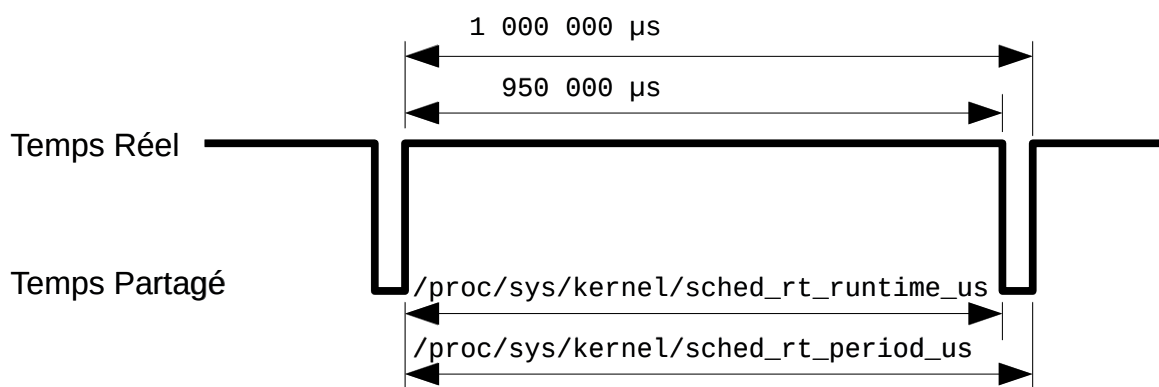 1 000 000 µs
950 000 µs
Temps Réel
Temps Partagé
/proc/sys/kernel/sched_rt_runtime_us
/proc/sys/kernel/sched_rt_period_us